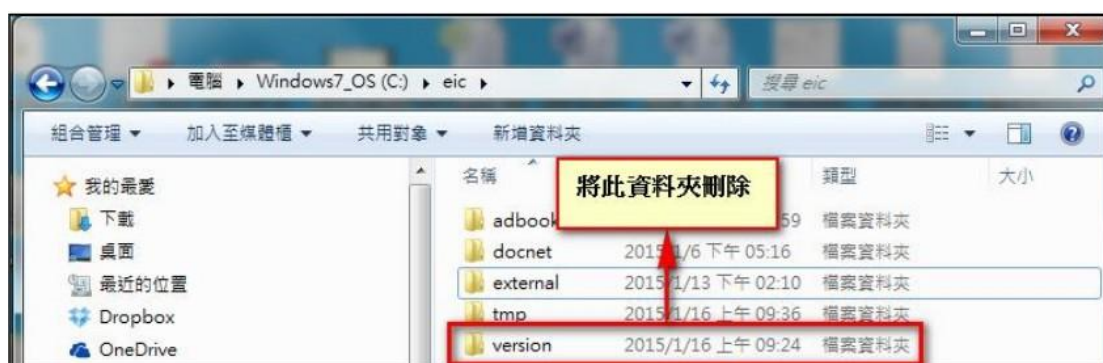 電腦 ▸ Windows7_OS (C:) ▸ eic ▸
搜尋 eic
組合管理 ▼ 加入至媒體櫃 ▼ 共用對象 ▼ 新增資料夾
名稱 類型 大小
將此資料夾刪除
我的最愛
下載
桌面
最近的位置
Dropbox
OneDrive
adbook 59 檔案資料夾
docnet 2015/1/6 下午 05:16 檔案資料夾
external 2015/1/13 下午 02:10 檔案資料夾
tmp 2015/1/16 上午 09:36 檔案資料夾
version 2015/1/16 上午 09:24 檔案資料夾